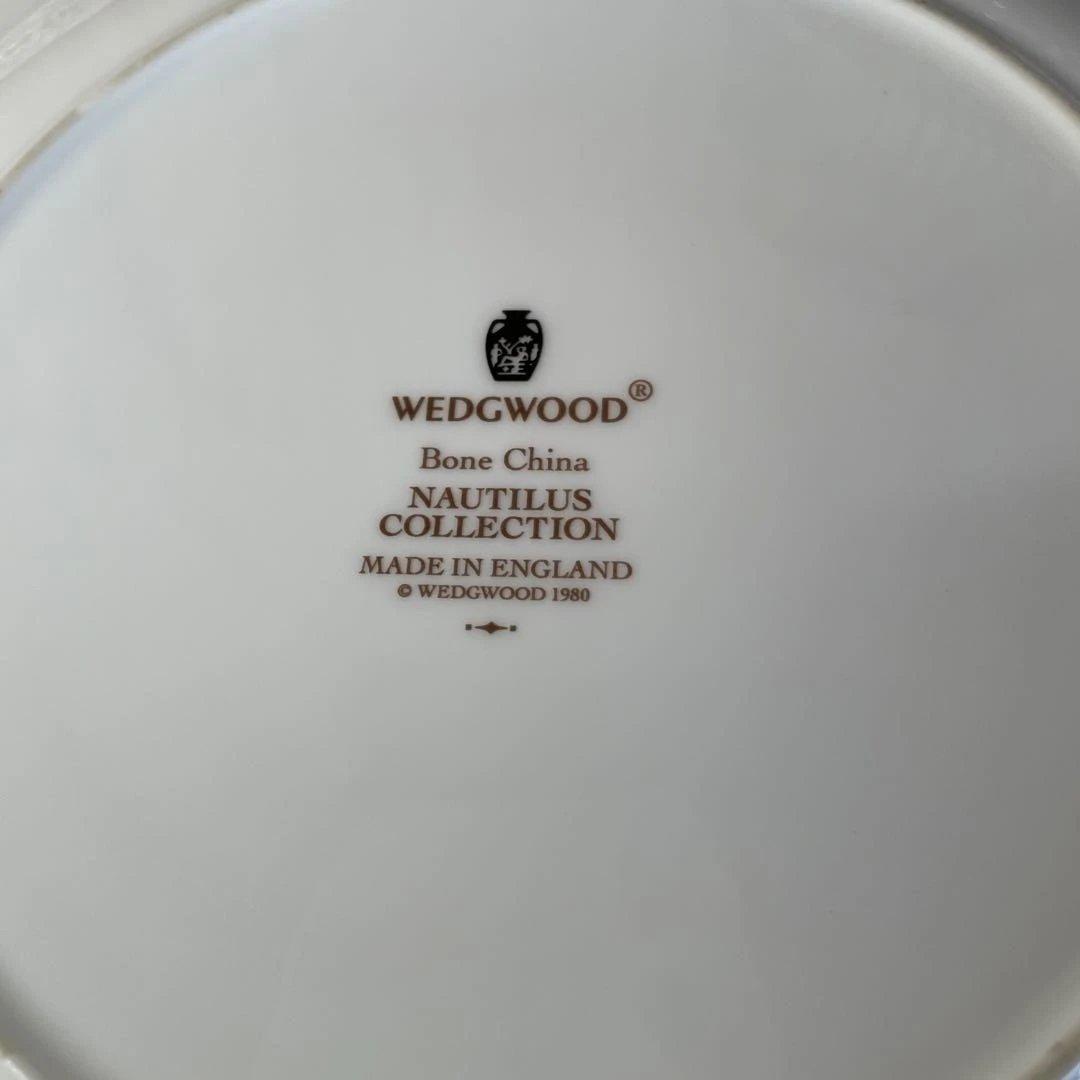 WEDGWOOD®
Bone China
NAUTILUS
COLLECTION
MADE IN ENGLAND
© WEDGWOOD 1980